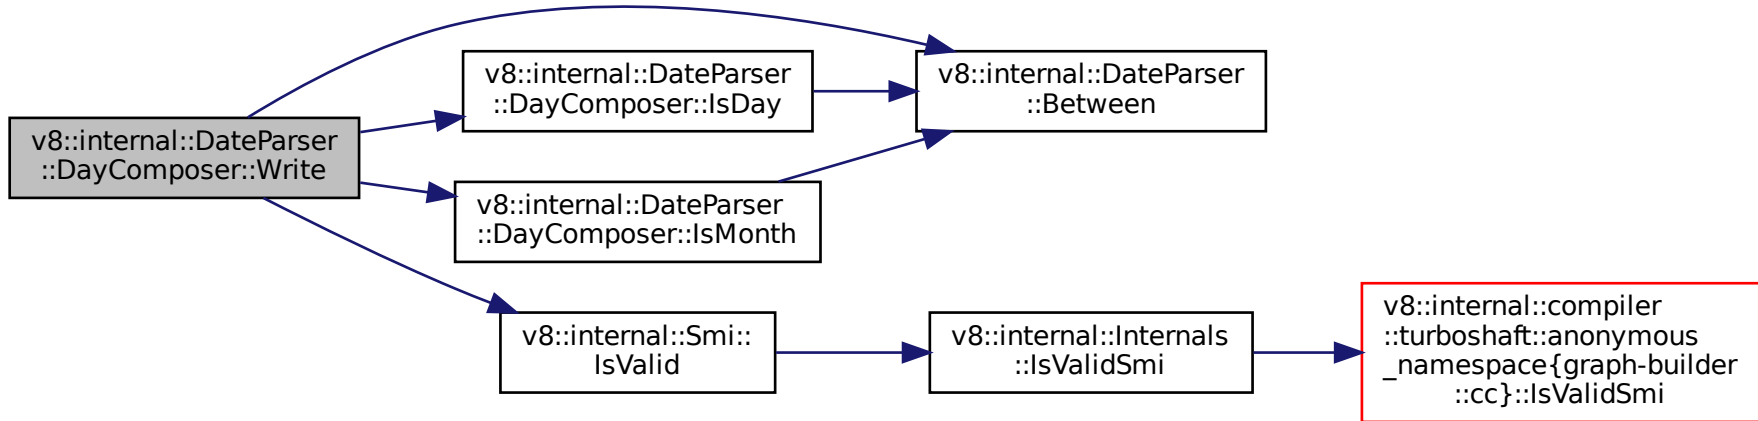 v8::internal::DateParser
::DayComposer::Write
v8::internal::DateParser
::DayComposer::IsDay
v8::internal::DateParser
::Between
v8::internal::DateParser
::DayComposer::IsMonth
v8::internal::Smi::
IsValid
v8::internal::Internals
::IsValidSmi
v8::internal::compiler
::turboshaft::anonymous
_namespace{graph-builder
::cc}::IsValidSmi